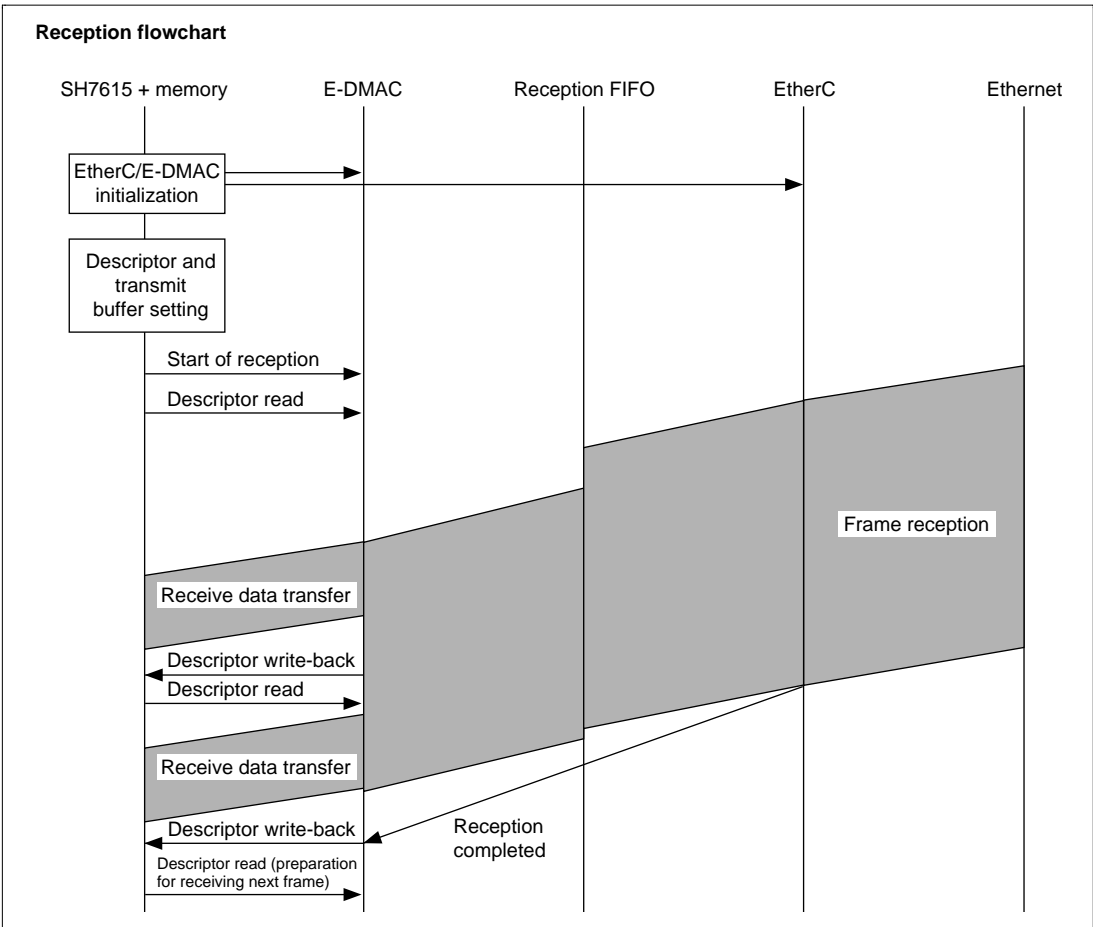 Reception flowchart
SH7615 + memory
E-DMAC
Reception FIFO
EtherC
Ethernet
EtherC/E-DMAC
initialization
Descriptor and
transmit
buffer setting
Start of reception
Descriptor read
Frame reception
Receive data transfer
Descriptor write-back
Descriptor read
Receive data transfer
Descriptor write-back
Reception
completed
Descriptor read (preparation
for receiving next frame)